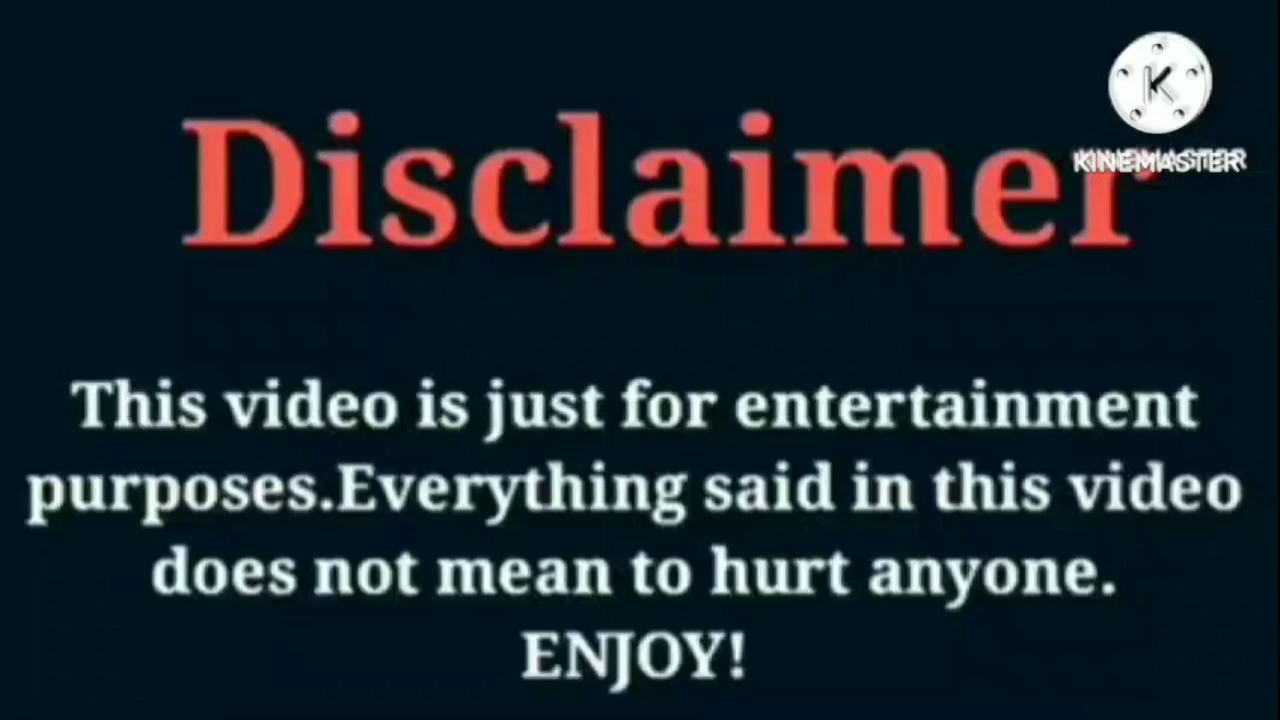 K
KINEMASTER
Disclaimer
This video is just for entertainment
purposes.Everything said in this video
does not mean to hurt anyone.
ENJOY!